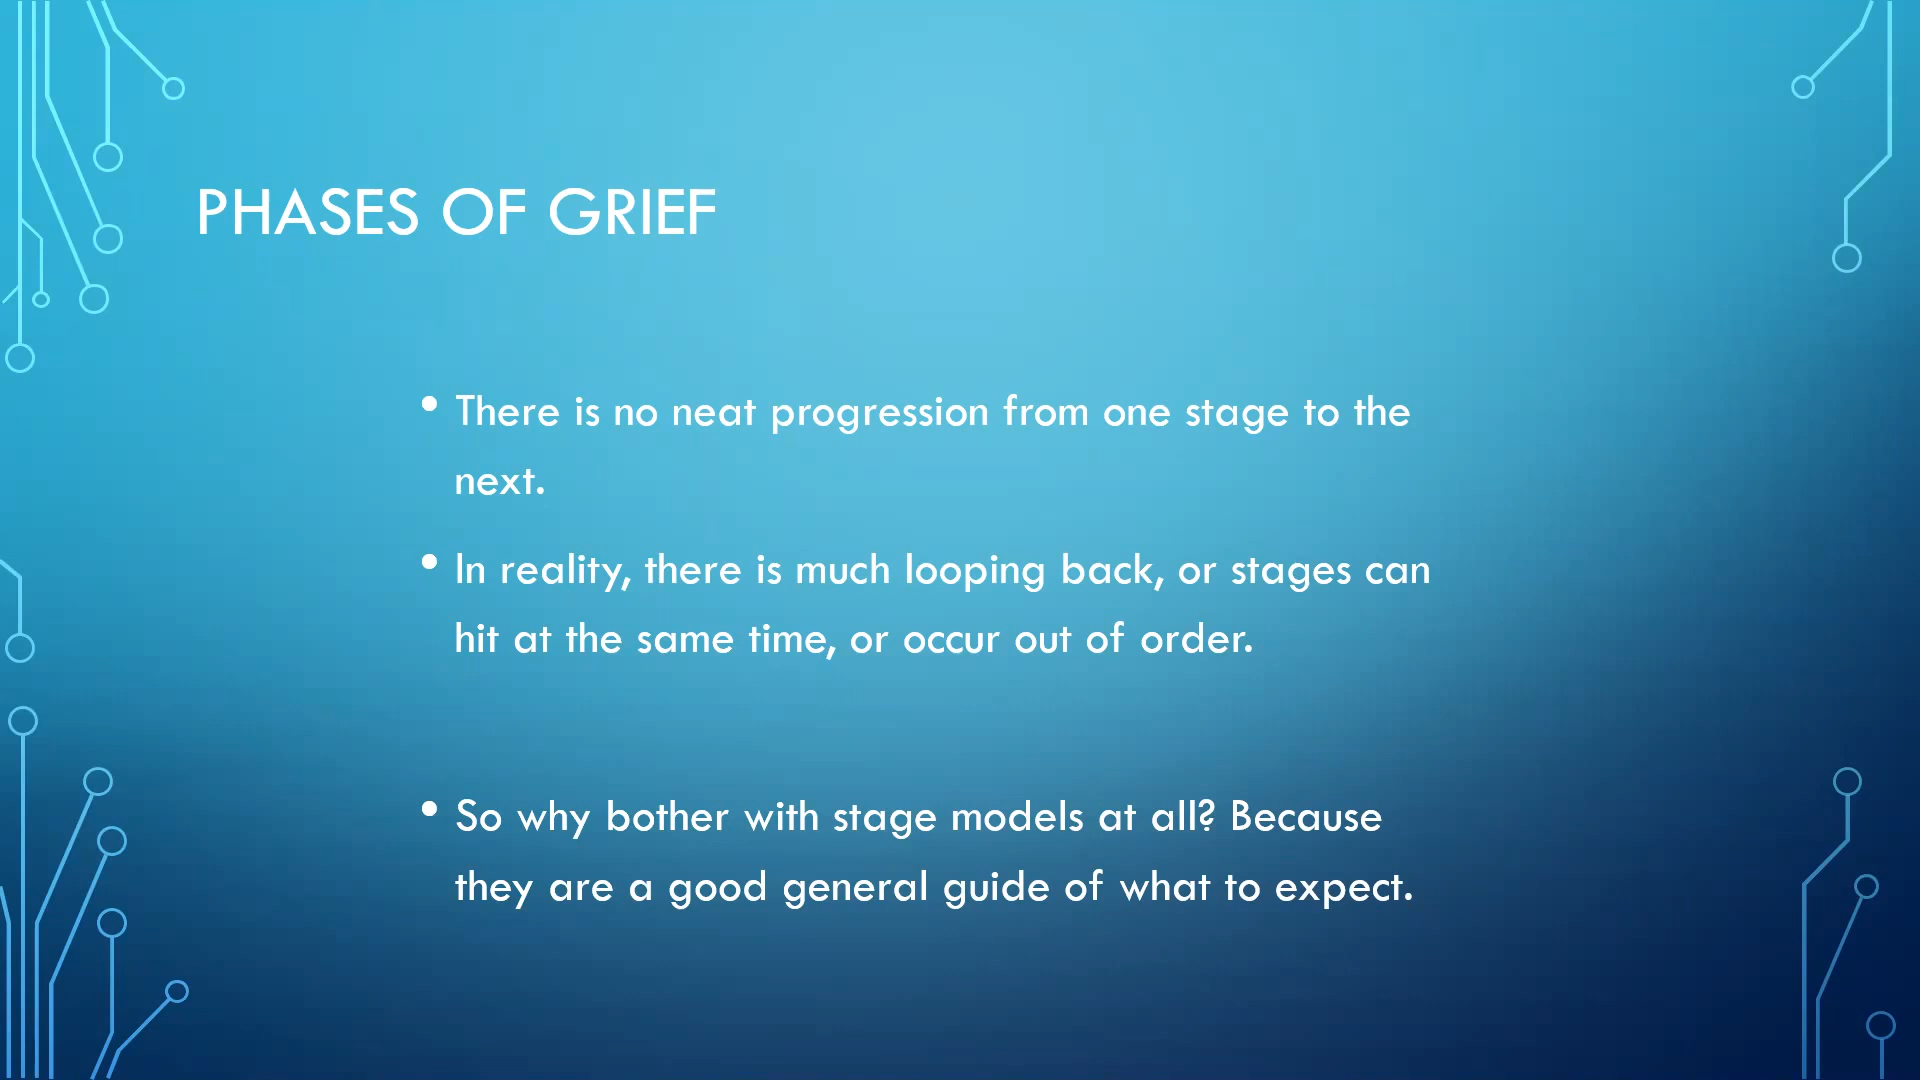 PHASES OF GRIEF
• There is no neat progression from one stage to the
next.
• In reality, there is much looping back, or stages can
hit at the same time, or occur out of order.
• So why bother with stage models at all? Because
they are a good general guide of what to expect.